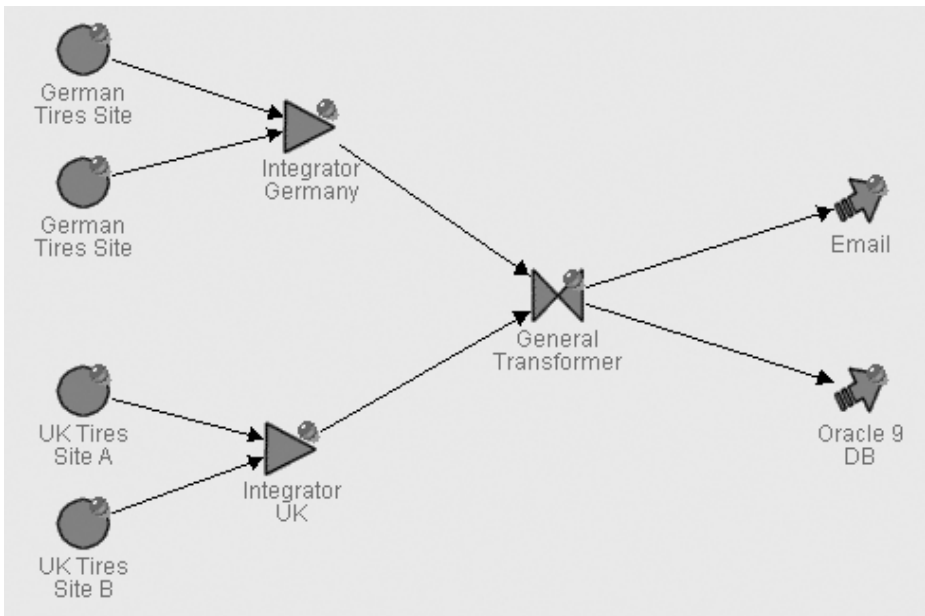 German
Tires Site
Integrator
Germany
German
Tires Site
Email
General
Transformer
UK Tires
Site A
Oracle 9
DB
Integrator
UK
UK Tires
Site B